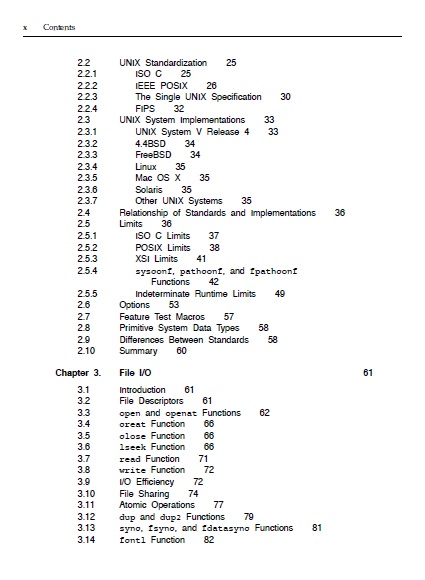 x Contents
2.2 UNIX Standardization 25
2.2.1 ISO C 25
2.2.2 IEEE POSIX 26
2.2.3 The Single UNIX Specification 30
2.2.4 FIPS 32
2.3 UNIX System Implementations 33
2.3.1 UNIX System V Release 4 33
2.3.2 4.4BSD 34
2.3.3 FreeBSD 34
2.3.4 Linux 35
2.3.5 Mac OS X 35
2.3.6 Solaris 35
2.3.7 Other UNIX Systems 35
2.4 Relationship of Standards and Implementations 36
2.5 Limits 36
2.5.1 ISO C Limits 37
2.5.2 POSIX Limits 38
2.5.3 XSI Limits 41
2.5.4 sysconf, pathconf, and fpathconf
Functions 42
2.5.5 Indeterminate Runtime Limits 49
2.6 Options 53
2.7 Feature Test Macros 57
2.8 Primitive System Data Types 58
2.9 Differences Between Standards 58
2.10 Summary 60
Chapter 3. File I/O 61
3.1 Introduction 61
3.2 File Descriptors 61
3.3 open and openat Functions 62
3.4 creat Function 66
3.5 close Function 66
3.6 lseek Function 66
3.7 read Function 71
3.8 write Function 72
3.9 I/O Efficiency 72
3.10 File Sharing 74
3.11 Atomic Operations 77
3.12 dup and dup2 Functions 79
3.13 sync, fsync, and fdatasync Functions 81
3.14 fcntl Function 82